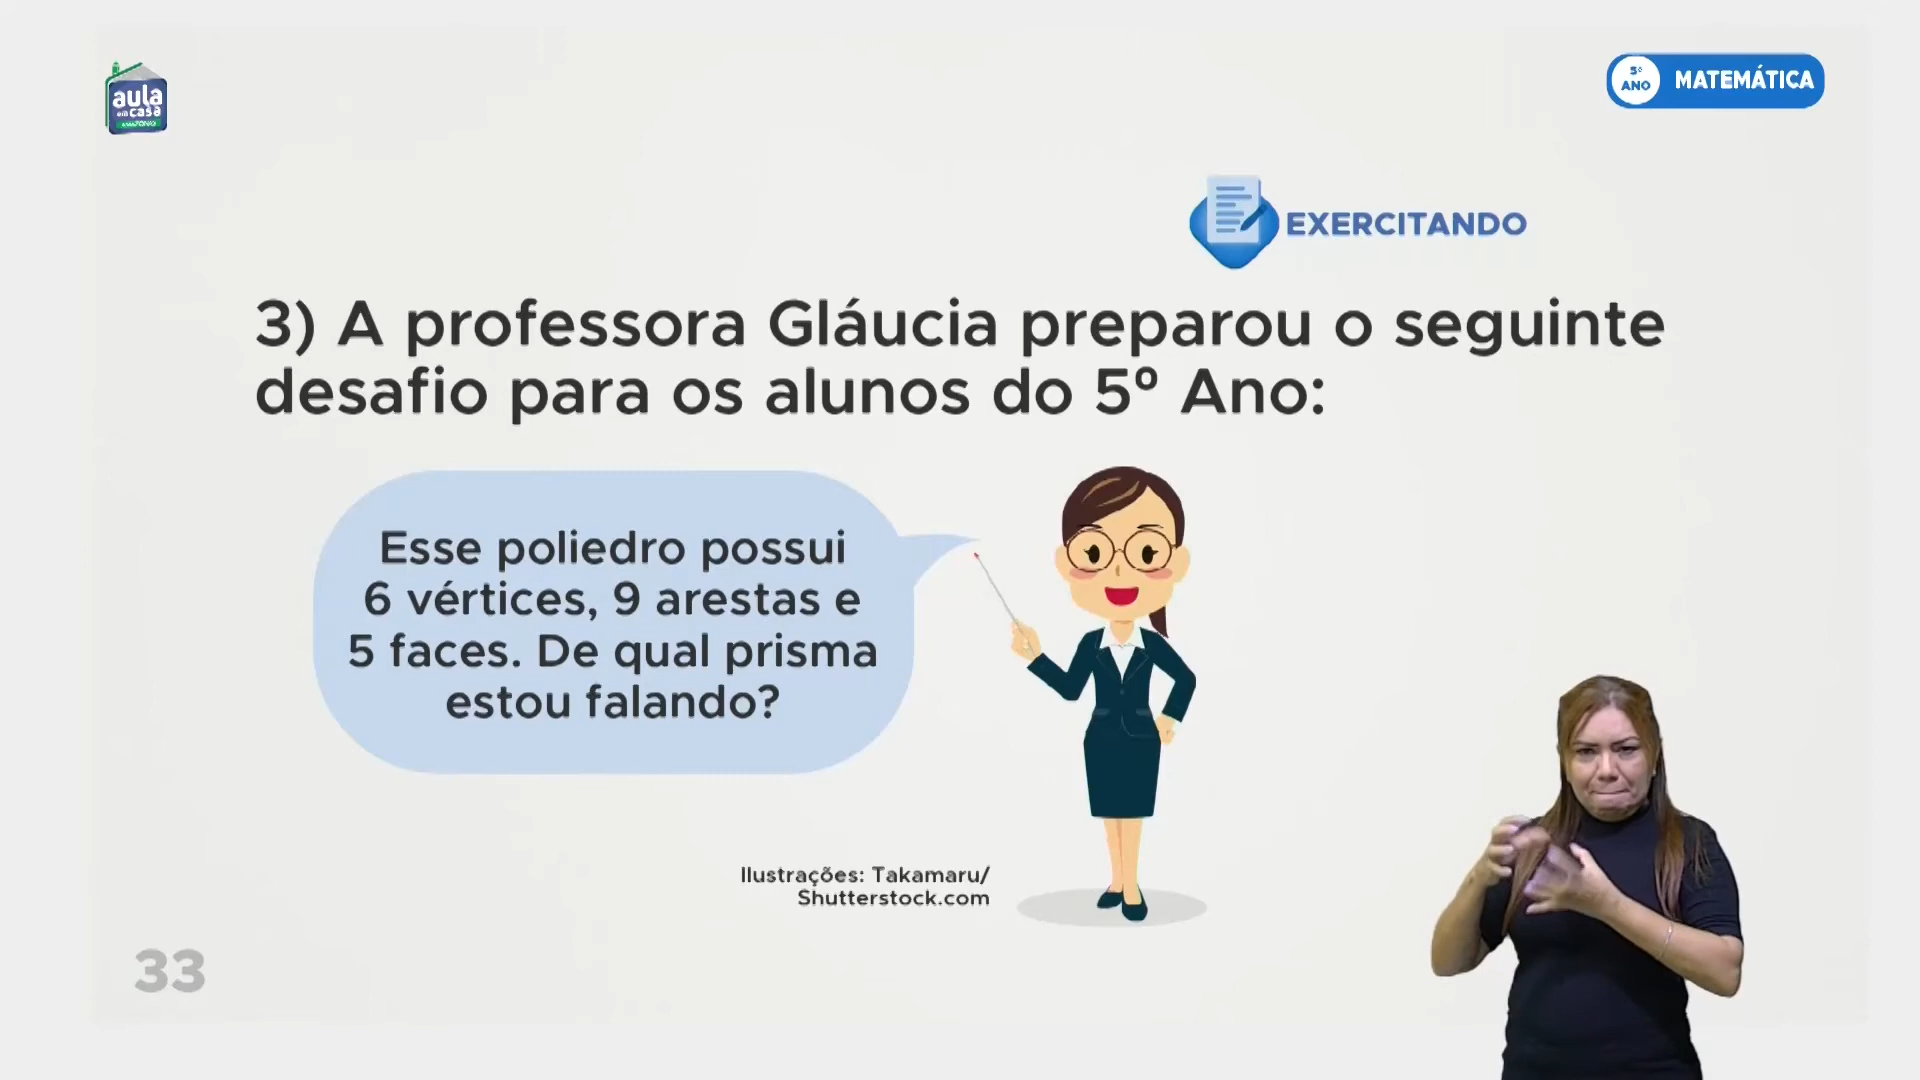 aula
em casa
5º
ANO
MATEMÁTICA
EXERCITANDO
3) A professora Gláucia preparou o seguinte
desafio para os alunos do 5º Ano:
Esse poliedro possui
6 vértices, 9 arestas e
5 faces. De qual prisma
estou falando?
Ilustrações: Takamaru/
Shutterstock.com
33